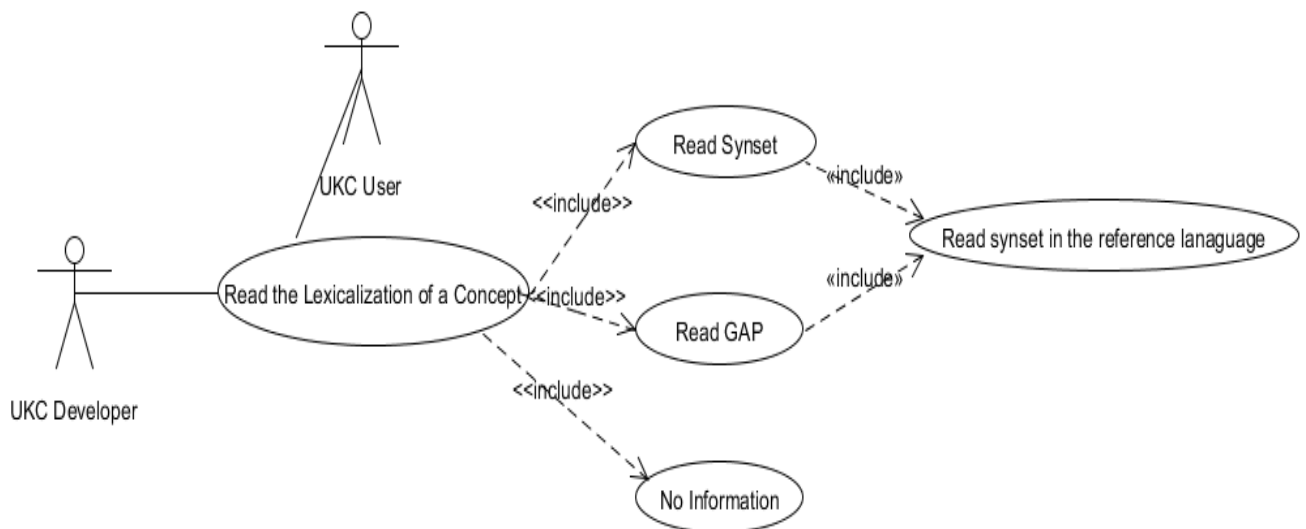 UKC User
UKC Developer
Read the Lexicalization of a Concept
<<include>>
<<include>>
<<include>>
Read Synset
Read GAP
No Information
«include»
«include»
Read synset in the reference lanaguage